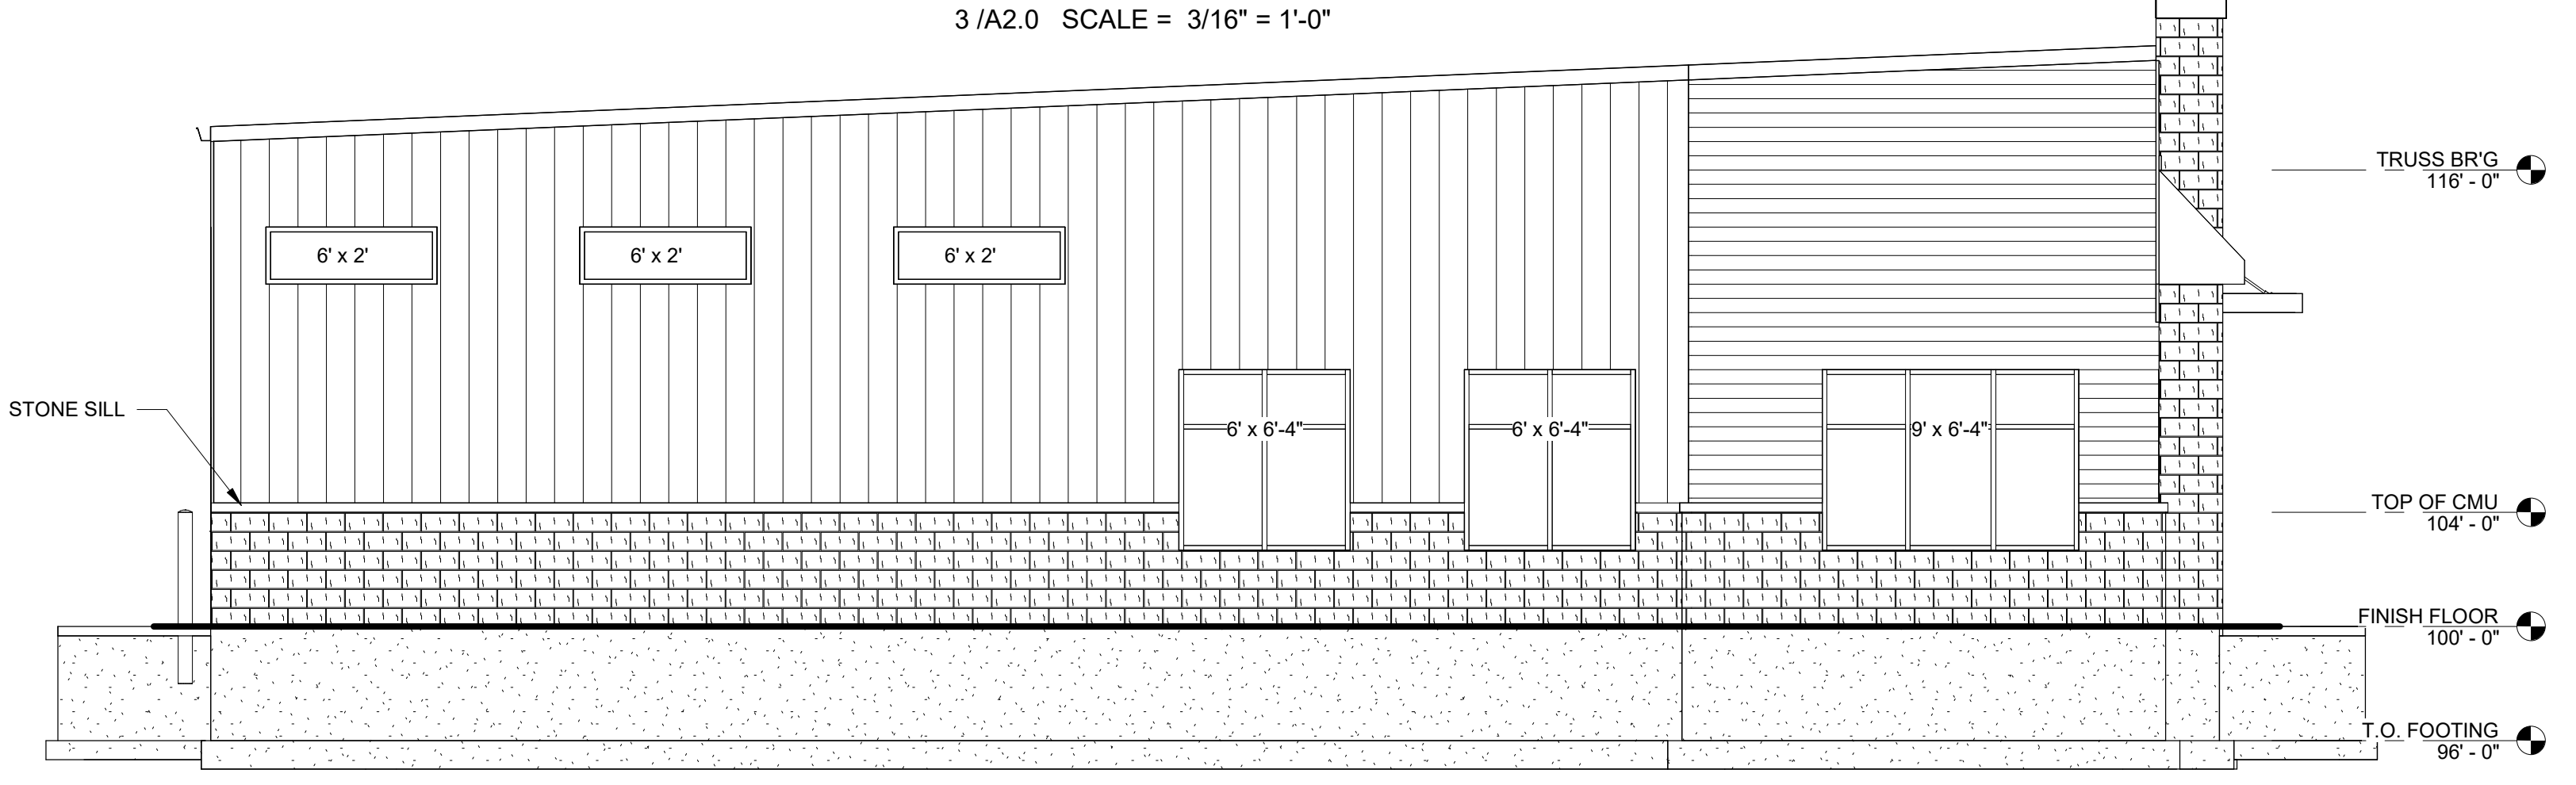 3 /A2.0 SCALE = 3/16" = 1'-0"
TRUSS BR'G
116' - 0"
6' x 2'
6' x 2'
6' x 2'
STONE SILL
6' x 6'-4"
6' x 6'-4"
9' x 6'-4"
TOP OF CMU
104' - 0"
FINISH FLOOR
100' - 0"
T.O. FOOTING
96' - 0"